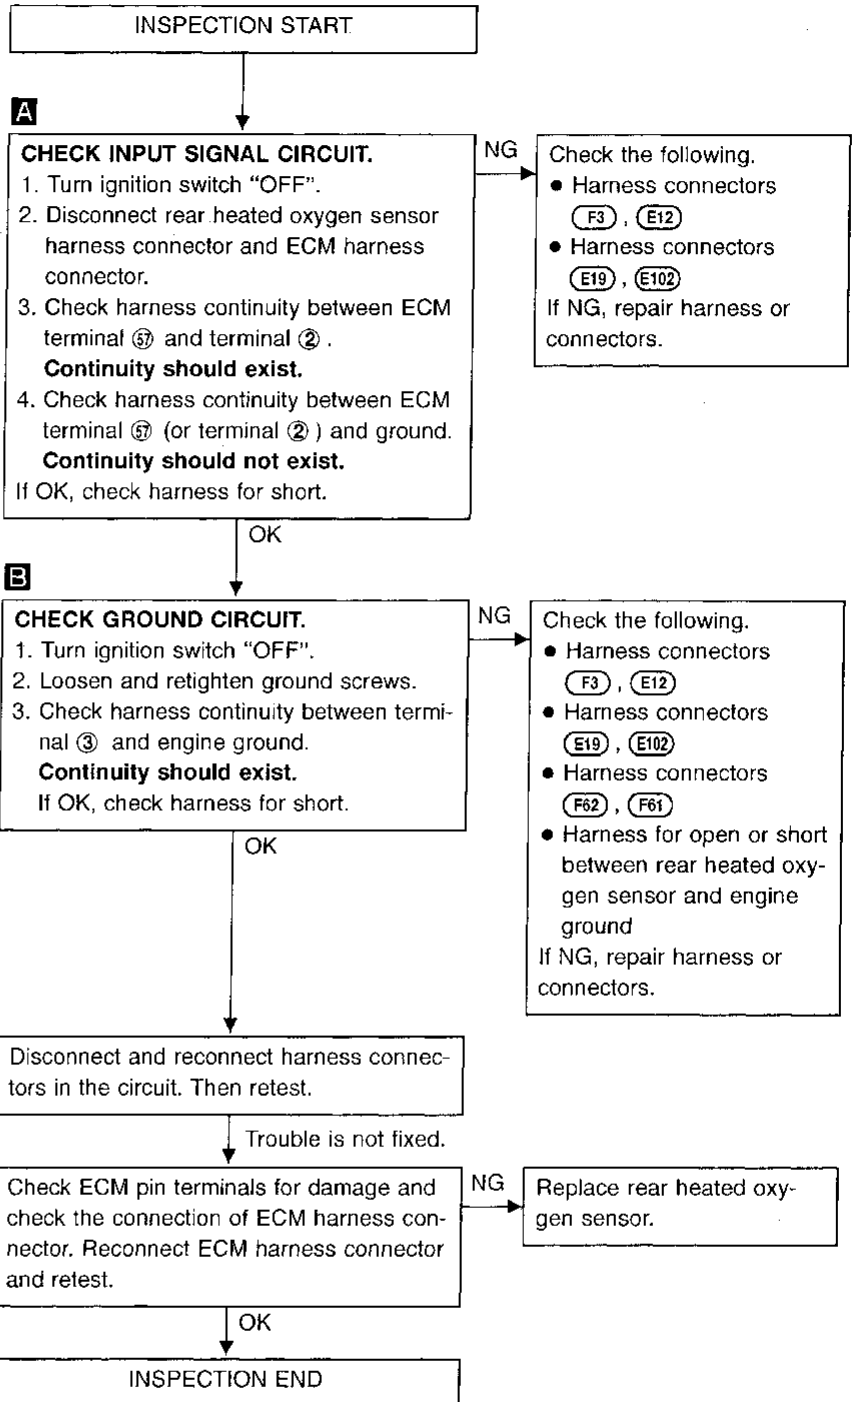 INSPECTION START
A
CHECK INPUT SIGNAL CIRCUIT.
1. Turn ignition switch “OFF”.
2. Disconnect rear heated oxygen sensor
harness connector and ECM harness
connector.
3. Check harness continuity between ECM
terminal 57 and terminal 2 .
Continuity should exist.
4. Check harness continuity between ECM
terminal 57 (or terminal 2 ) and ground.
Continuity should not exist.
If OK, check harness for short.
NG
Check the following.
● Harness connectors
F3 , E12
● Harness connectors
E19 , E102
If NG, repair harness or
connectors.
OK
B
CHECK GROUND CIRCUIT.
1. Turn ignition switch “OFF”.
2. Loosen and retighten ground screws.
3. Check harness continuity between termi-
nal 3 and engine ground.
Continuity should exist.
If OK, check harness for short.
NG
Check the following.
● Harness connectors
F3 , E12
● Harness connectors
E19 , E102
● Harness connectors
F62 , F61
● Harness for open or short
between rear heated oxy-
gen sensor and engine
ground
If NG, repair harness or
connectors.
OK
Disconnect and reconnect harness connec-
tors in the circuit. Then retest.
Trouble is not fixed.
Check ECM pin terminals for damage and
check the connection of ECM harness con-
nector. Reconnect ECM harness connector
and retest.
NG
Replace rear heated oxy-
gen sensor.
OK
INSPECTION END